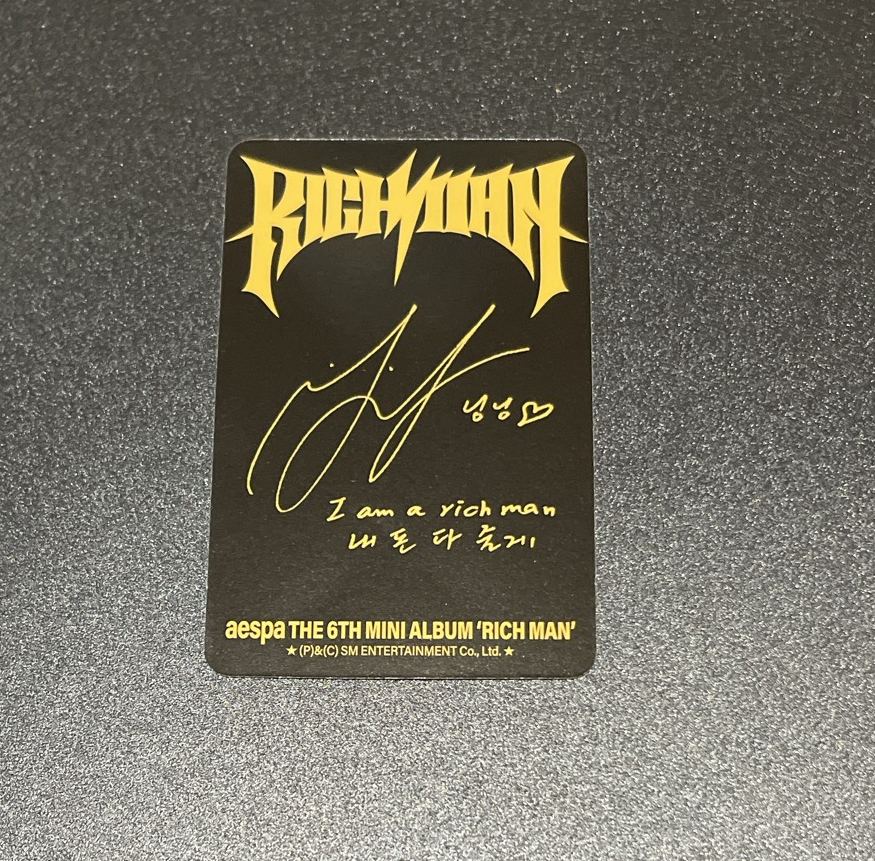 RICH MAN
닝닝♡
I am a rich man
내 돈 다 줄게
aespa THE 6TH MINI ALBUM ‘RICH MAN’
★ (P)&(C) SM ENTERTAINMENT Co., Ltd. ★